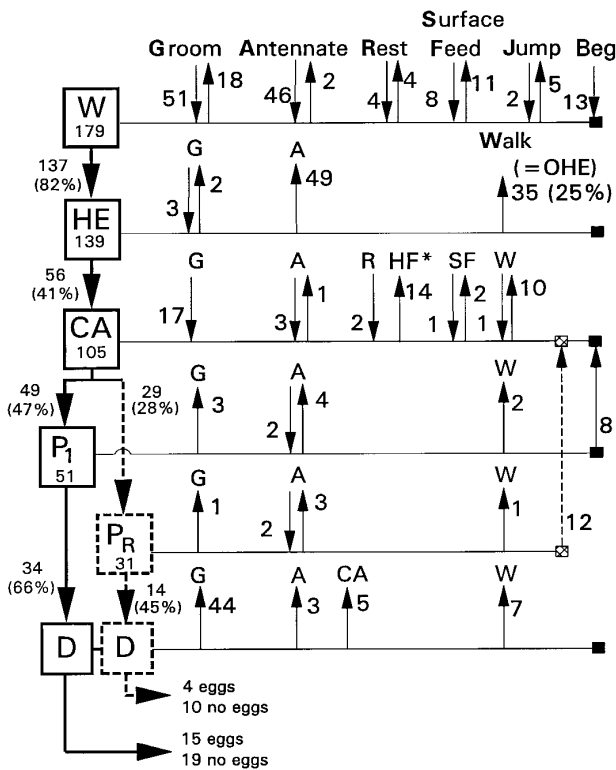 Surface
Groom Antennate Rest Feed Jump Beg
51 18 46 2 4 4 8 11 2 5 13
W
179
137
(82%)
G A Walk
(=OHE)
3 2 49 35 (25%)
HE
139
56
(41%)
G A R HF* SF W
17 3 1 2 14 1 2 1 10
CA
105
49
(47%)
29
(28%)
G A W
3 2 4 2 8
P1
51
G A W
1 2 3 1 12
PR
31
34
(66%)
14
(45%)
G A CA W
44 3 5 7
D D
4 eggs
10 no eggs
15 eggs
19 no eggs